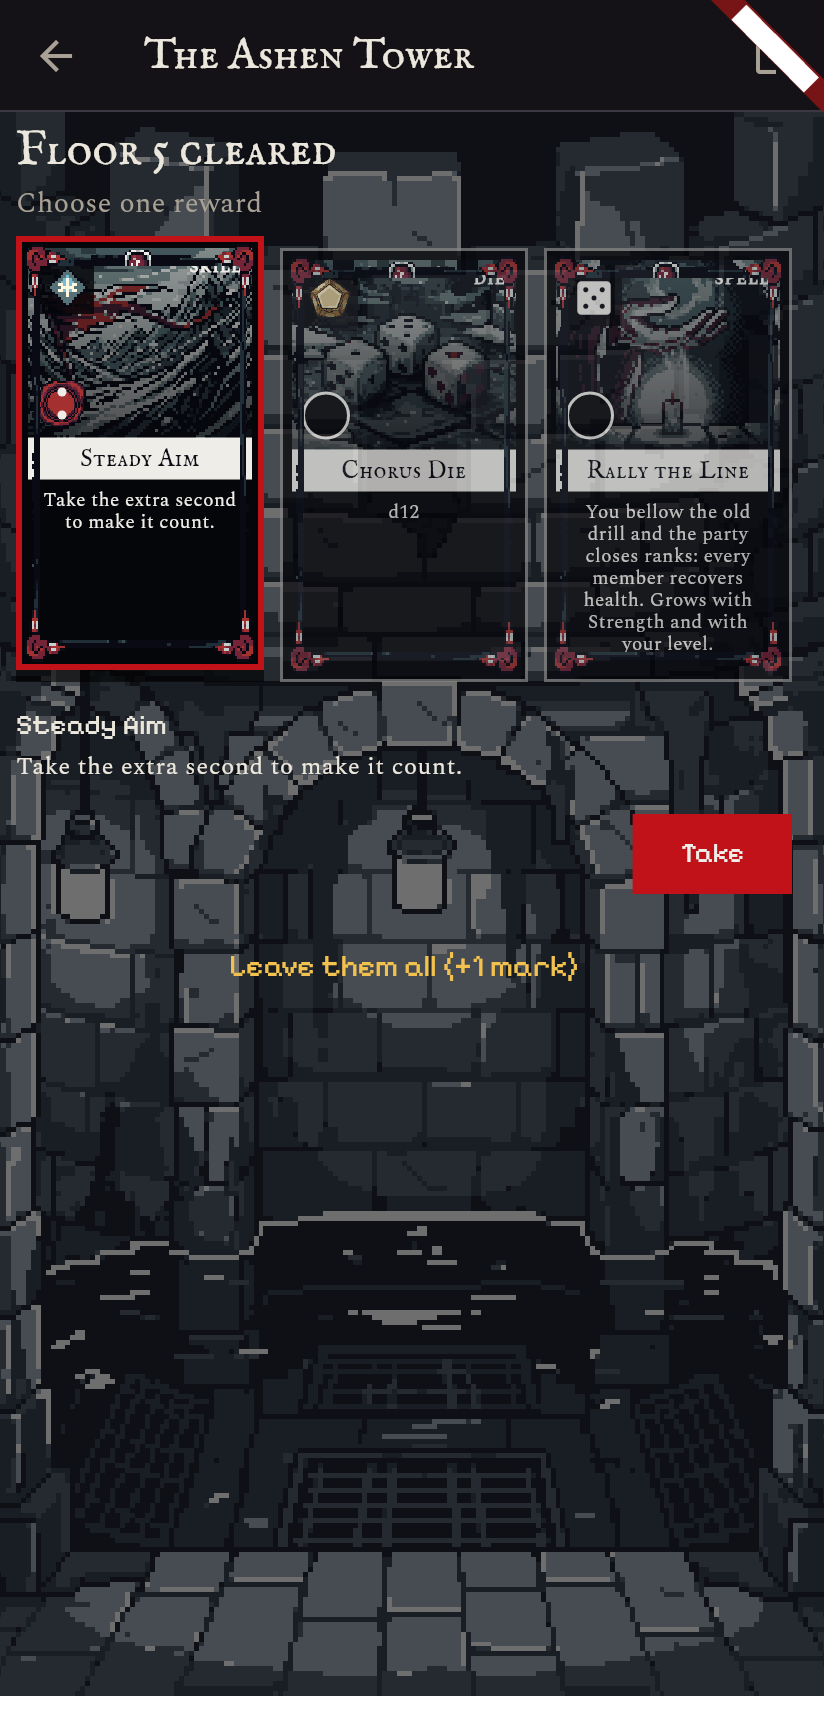 The Ashen Tower
Floor 5 cleared
Choose one reward
SKILL
DIE
SPELL
Steady Aim
Chorus Die
Rally the Line
Take the extra second
to make it count.
d12
You bellow the old
drill and the party
closes ranks: every
member recovers
health. Grows with
Strength and with
your level.
Steady Aim
Take the extra second to make it count.
Take
Leave them all (+1 mark)